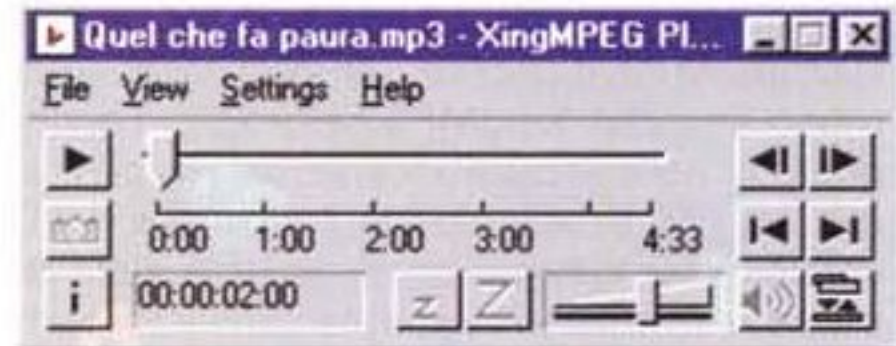 Quel che fa paura.mp3 - XingMPEG Pl...
File View Settings Help
0:00 1:00 2:00 3:00 4:33
i 00:00:02:00 z Z